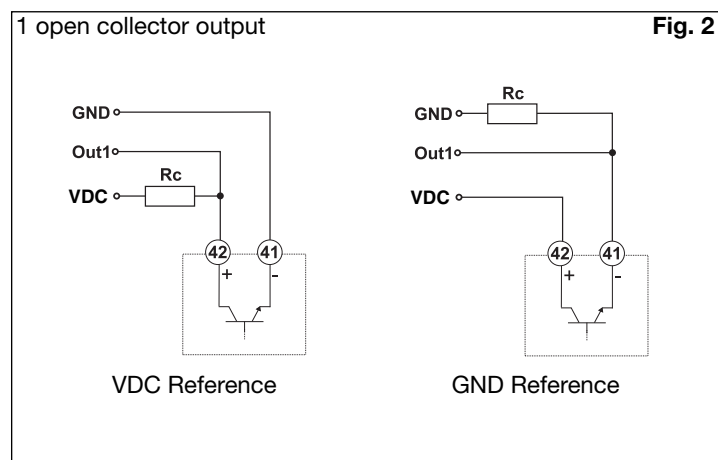 1 open collector output Fig. 2
GND
Out1
Rc
VDC
42 41
+ -
VDC Reference
Rc
GND
Out1
VDC
42 41
+ -
GND Reference